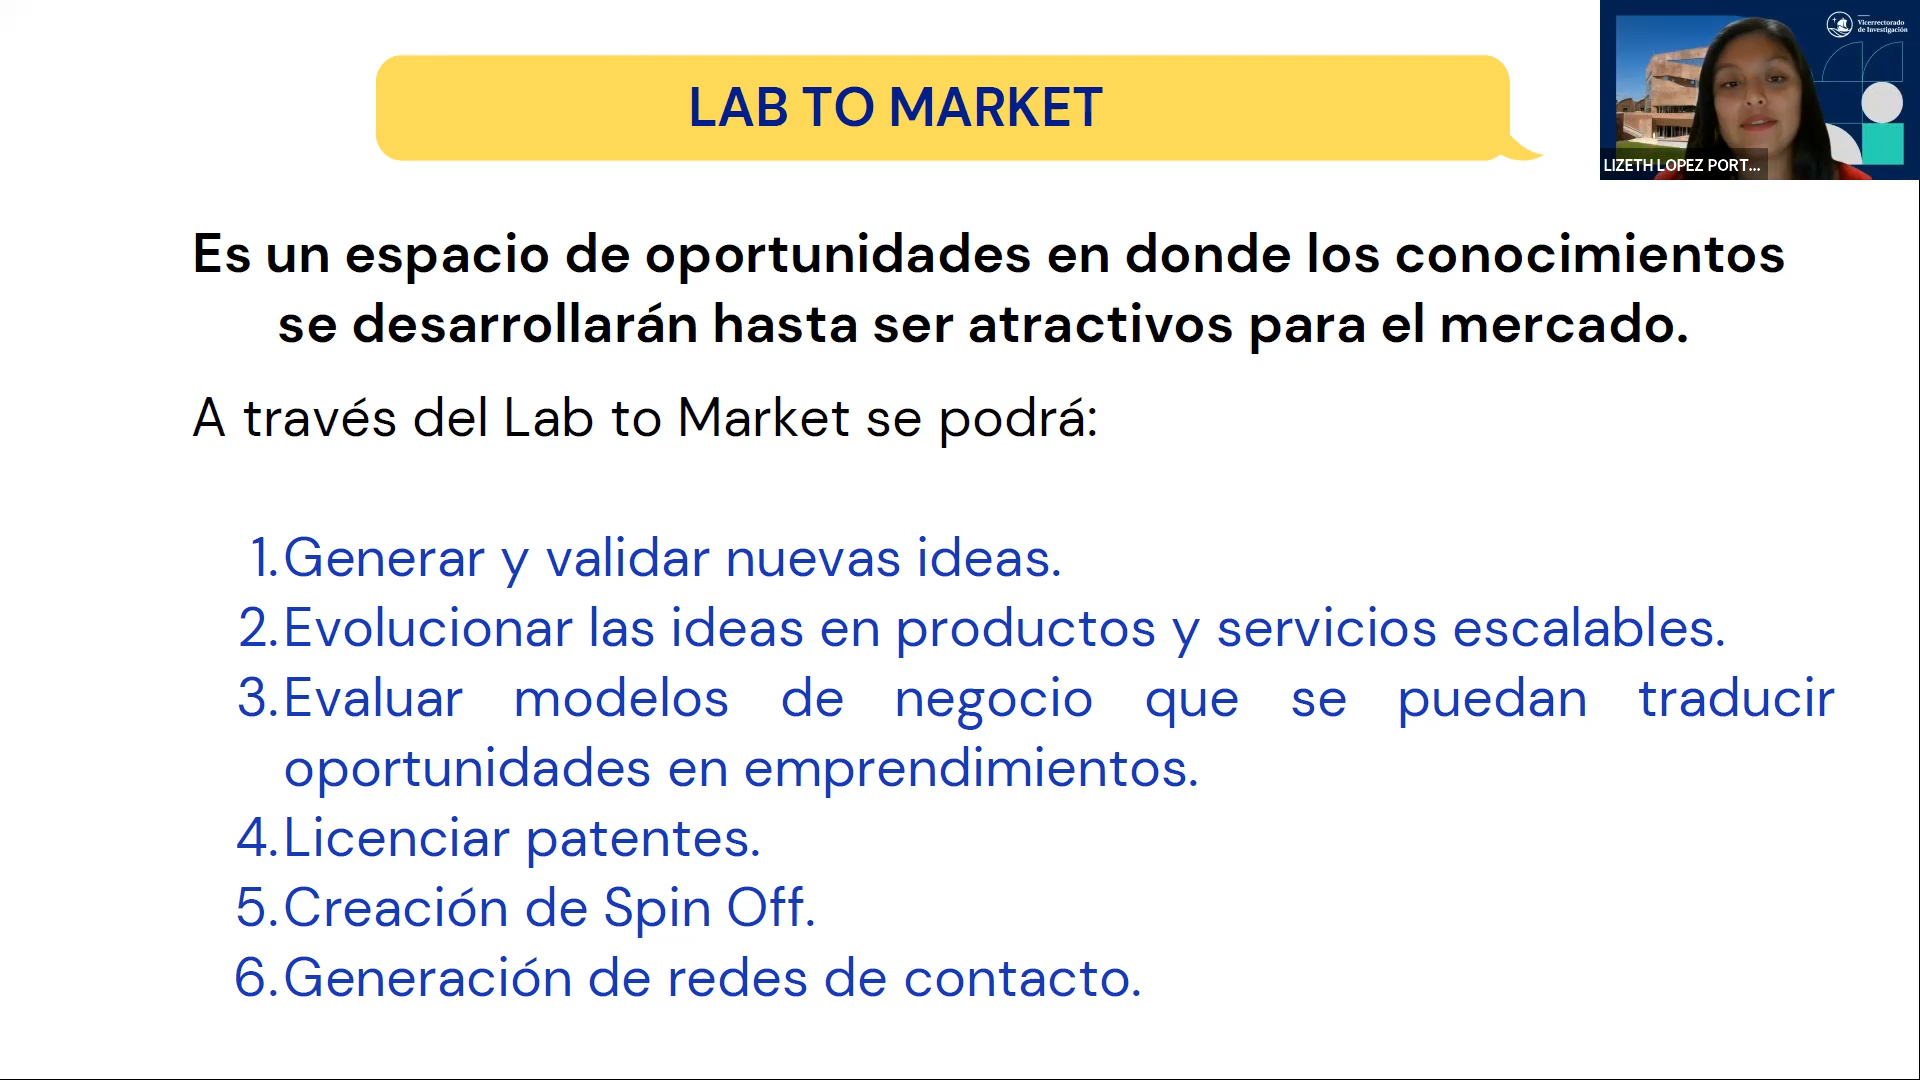 LAB TO MARKET
Vicerrectorado
de Investigación
LIZETH LOPEZ PORT...
Es un espacio de oportunidades en donde los conocimientos
se desarrollarán hasta ser atractivos para el mercado.
A través del Lab to Market se podrá:
1. Generar y validar nuevas ideas.
2. Evolucionar las ideas en productos y servicios escalables.
3. Evaluar modelos de negocio que se puedan traducir
oportunidades en emprendimientos.
4. Licenciar patentes.
5. Creación de Spin Off.
6. Generación de redes de contacto.